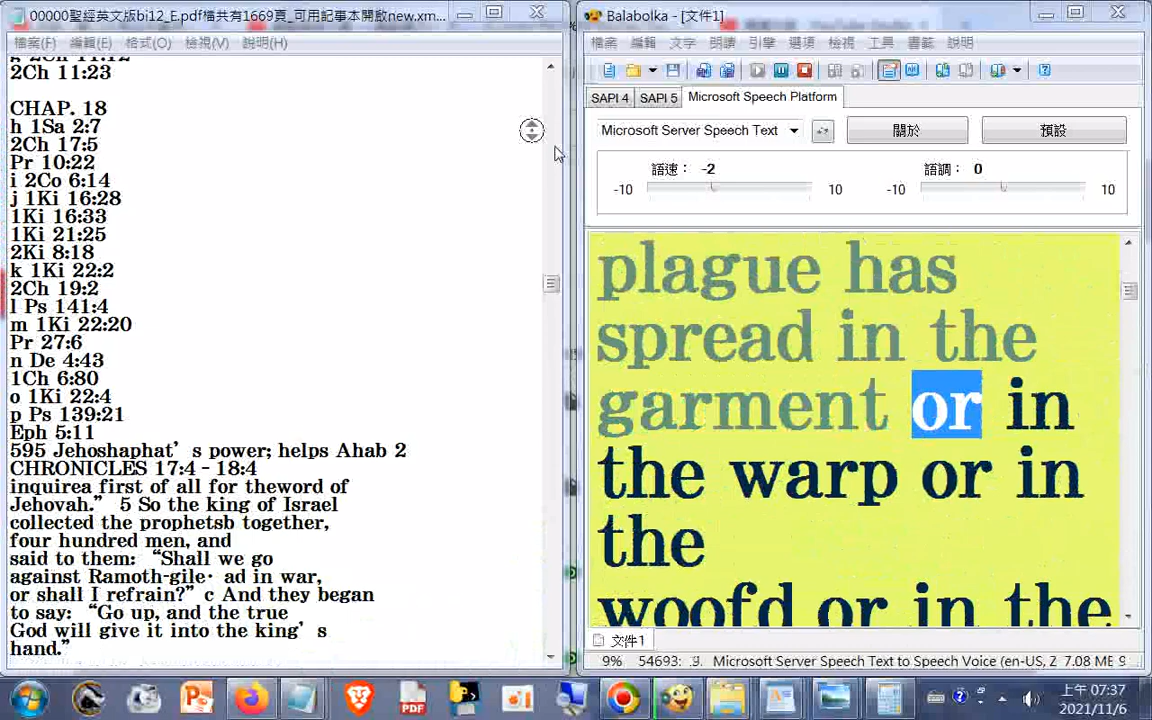 00000聖經英文版bi12_E.pdf檔共有1669頁_可用記事本開啟new.xm...
檔案(F) 編輯(E) 格式(O) 檢視(V) 說明(H)
g 2Ch 11:12
2Ch 11:23
CHAP. 18
h 1Sa 2:7
2Ch 17:5
Pr 10:22
i 2Co 6:14
j 1Ki 16:28
1Ki 16:33
1Ki 21:25
2Ki 8:18
k 1Ki 22:2
2Ch 19:2
l Ps 141:4
m 1Ki 22:20
Pr 27:6
n De 4:43
1Ch 6:80
o 1Ki 22:4
p Ps 139:21
Eph 5:11
595 Jehoshaphat’s power; helps Ahab 2
CHRONICLES 17:4 - 18:4
inquirea first of all for theword of
Jehovah.” 5 So the king of Israel
collected the prophetsb together,
four hundred men, and
said to them: “Shall we go
against Ramoth-gile· ad in war,
or shall I refrain?” c And they began
to say: “Go up, and the true
God will give it into the king’s
hand.”
Balabolka - [文件1]
檔案 編輯 文字 朗讀 引擎 選項 檢視 工具 書籤 說明
SAPI 4 SAPI 5 Microsoft Speech Platform
Microsoft Server Speech Text 關於 預設
語速： -2 語調： 0
-10 10 -10 10
plague has
spread in the
garment or in
the warp or in
the
woofd or in the
文件1
9% 54693: .3. Microsoft Server Speech Text to Speech Voice (en-US, 2 7.08 MB 9
上午 07:37
2021/11/6